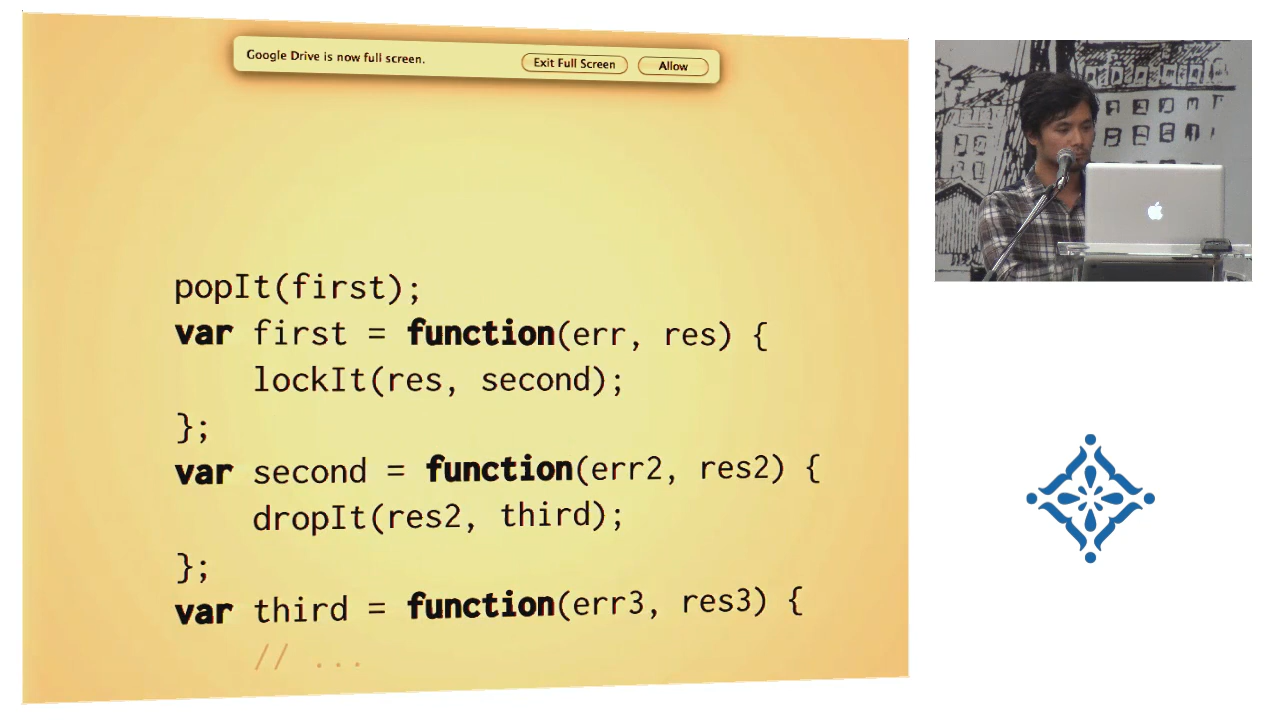 Google Drive is now full screen. Exit Full Screen Allow
popIt(first);
var first = function(err, res) {
    lockIt(res, second);
};
var second = function(err2, res2) {
    dropIt(res2, third);
};
var third = function(err3, res3) {
    // ...